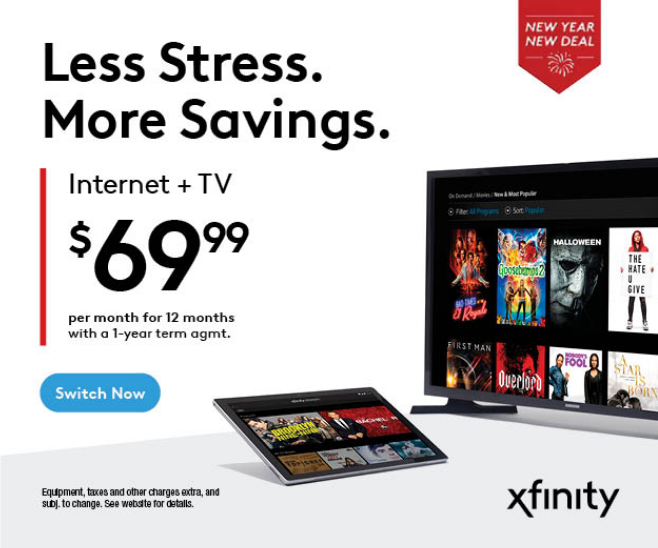 NEW YEAR
NEW DEAL
Less Stress.
More Savings.
Internet + TV
$69.99
per month for 12 months
with a 1-year term agmt.
Switch Now
Equipment, taxes and other charges extra, and
subj. to change. See website for details.
On Demand / Movies / New & Most Popular
Filter: All Programs Sort: Popular
BAD TIMES
El Royale
Goosebumps 2
HALLOWEEN
THE
HATE
U
GIVE
FIRST MAN
Overlord
NOBODY'S
FOOL
A
STAR IS
BORN
xfinity
BROOKLYN
NINE-NINE
xfinity